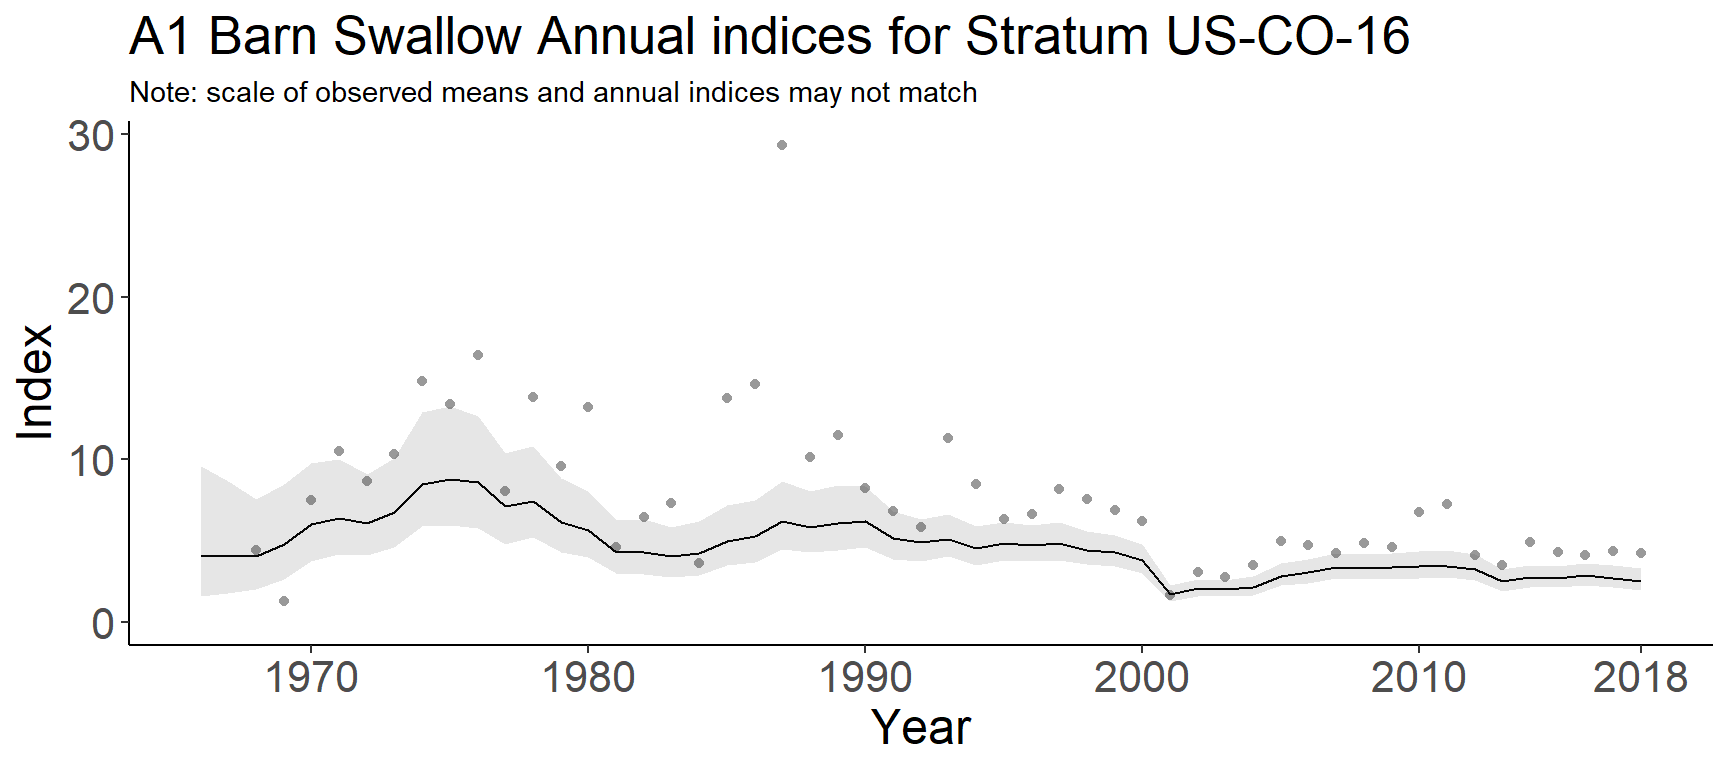 A1 Barn Swallow Annual indices for Stratum US-CO-16
Note: scale of observed means and annual indices may not match
30
20
10
0
Index
1970 1980 1990 2000 2010 2018
Year